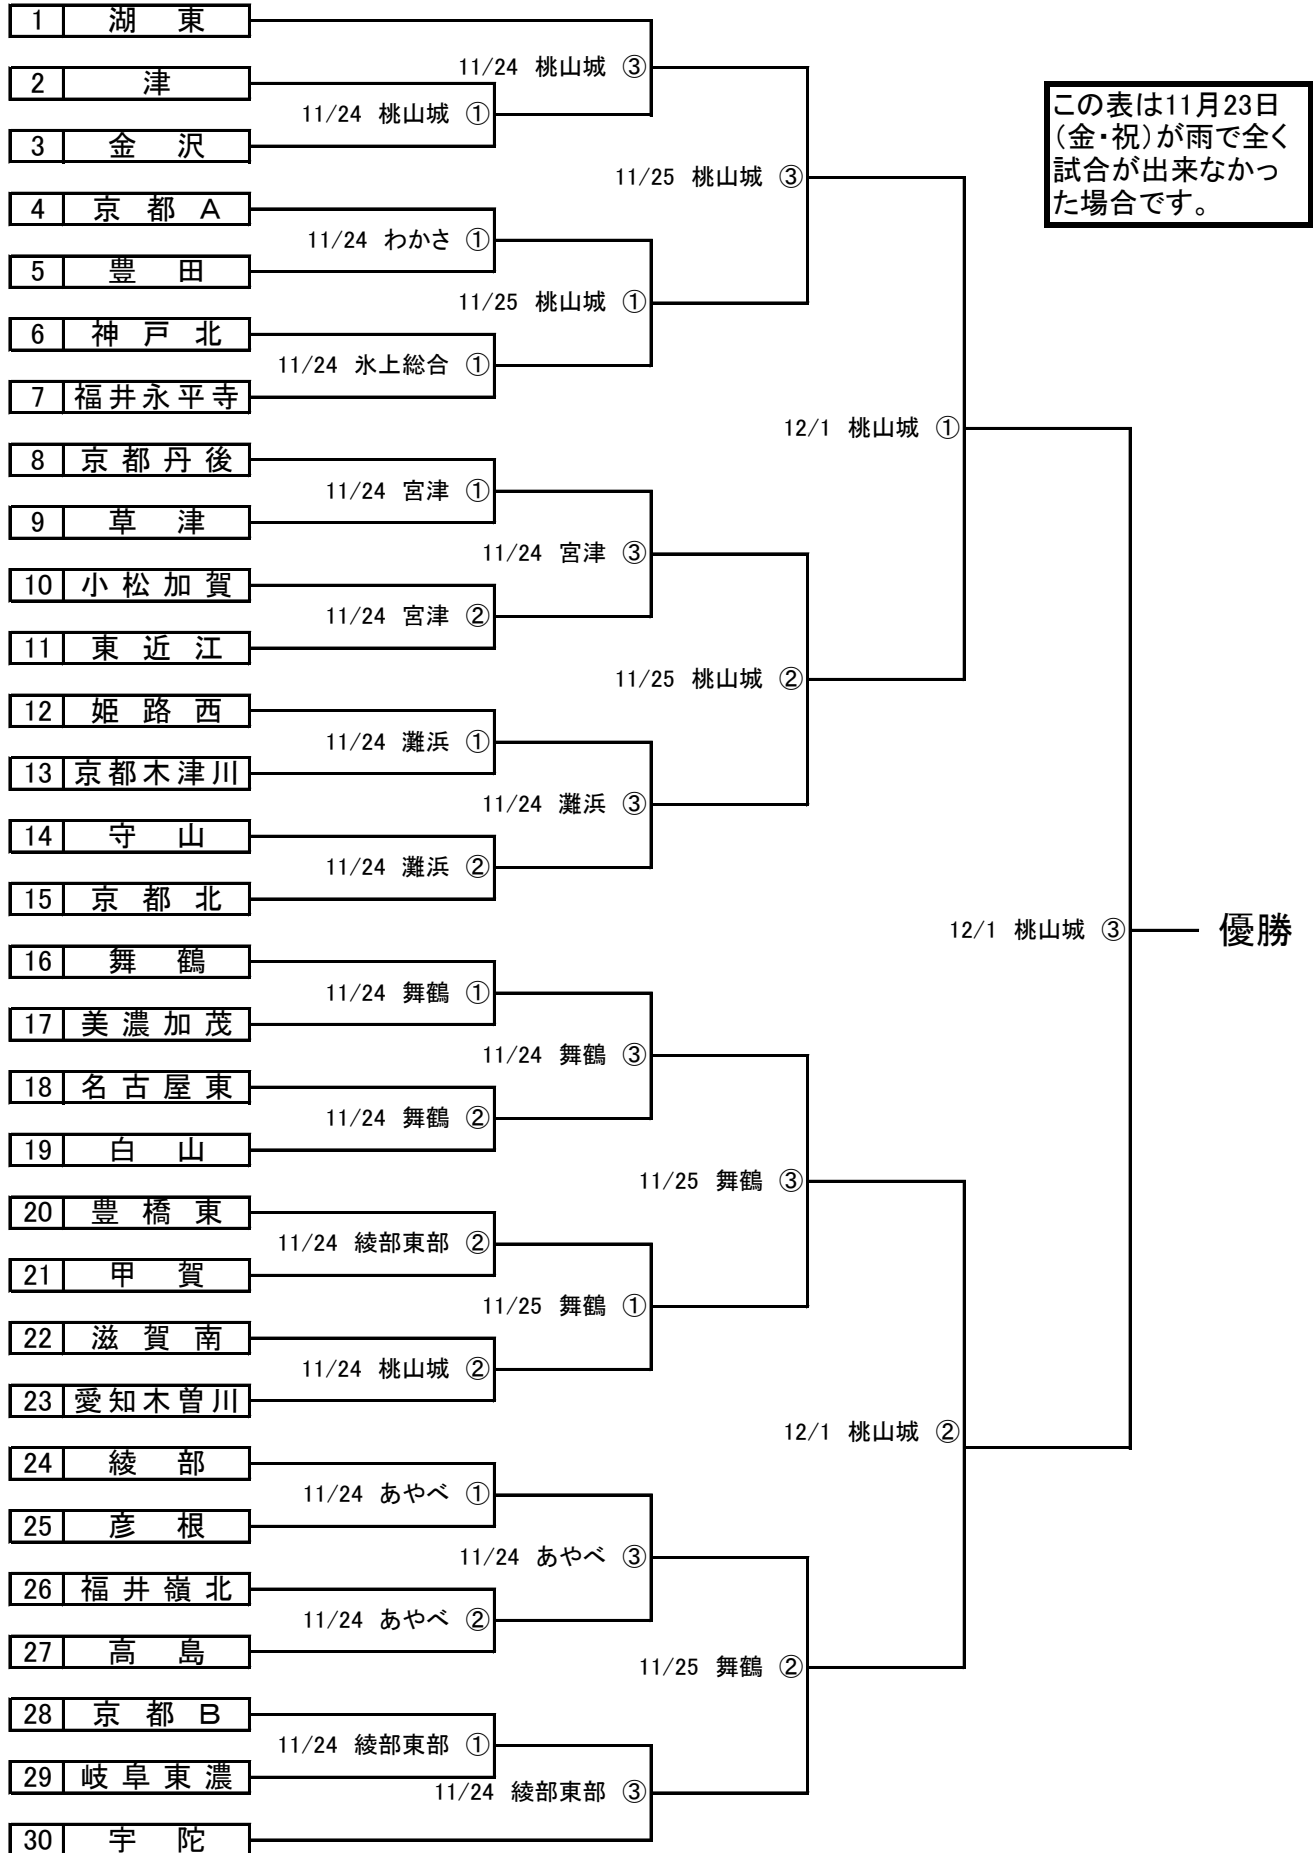 1 湖東
11/24 桃山城 ③
2 津
この表は11月23日
（金・祝）が雨で全く
試合が出来なかっ
た場合です。
11/24 桃山城 ①
3 金沢
11/25 桃山城 ③
4 京都A
11/24 わかさ ①
5 豊田
11/25 桃山城 ①
6 神戸北
11/24 氷上総合 ①
7 福井永平寺
12/1 桃山城 ①
8 京都丹後
11/24 宮津 ①
9 草津
11/24 宮津 ③
10 小松加賀
11/24 宮津 ②
11 東近江
11/25 桃山城 ②
12 姫路西
11/24 灘浜 ①
13 京都木津川
11/24 灘浜 ③
14 守山
11/24 灘浜 ②
15 京都北
12/1 桃山城 ③
優勝
16 舞鶴
11/24 舞鶴 ①
17 美濃加茂
11/24 舞鶴 ③
18 名古屋東
11/24 舞鶴 ②
19 白山
11/25 舞鶴 ③
20 豊橋東
11/24 綾部東部 ②
21 甲賀
11/25 舞鶴 ①
22 滋賀南
11/24 桃山城 ②
23 愛知木曽川
12/1 桃山城 ②
24 綾部
11/24 あやべ ①
25 彦根
11/24 あやべ ③
26 福井嶺北
11/24 あやべ ②
27 高島
11/25 舞鶴 ②
28 京都B
11/24 綾部東部 ①
29 岐阜東濃
11/24 綾部東部 ③
30 宇陀